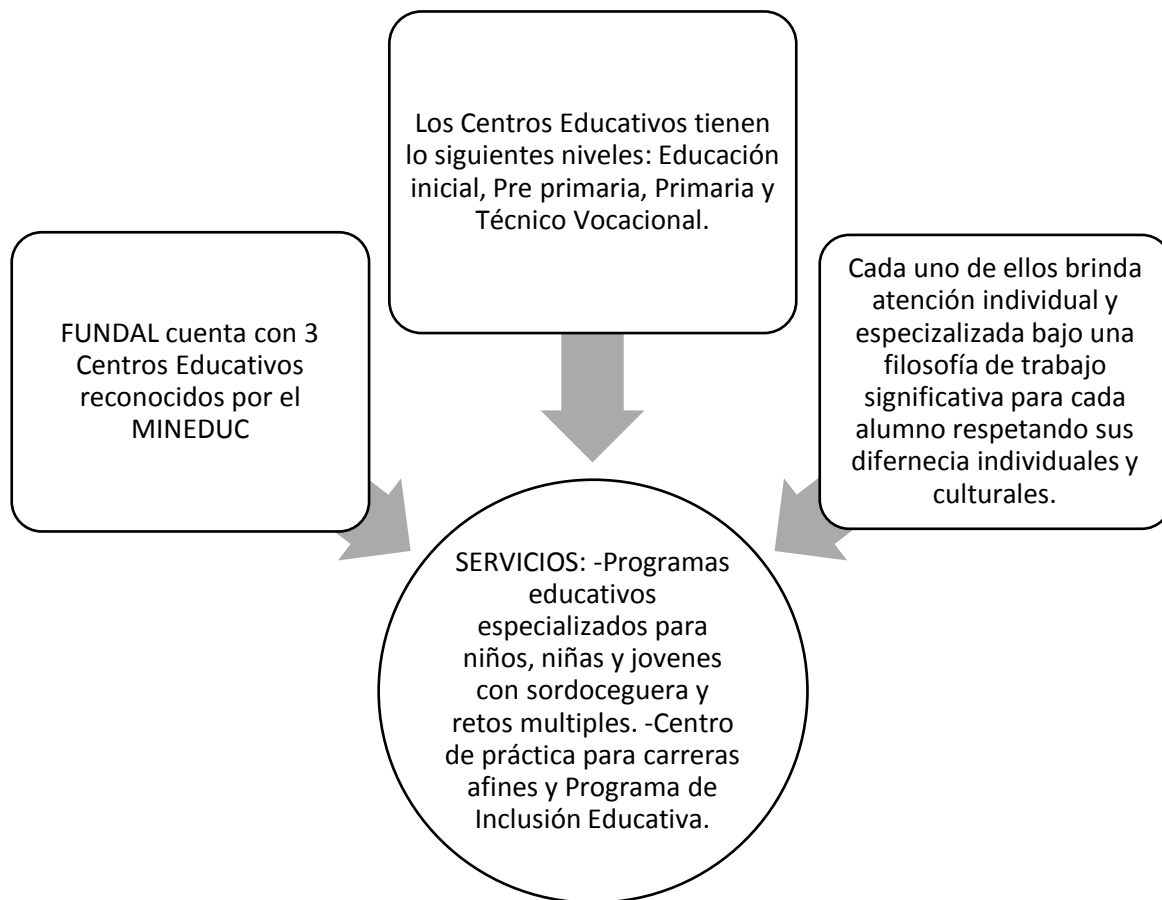 FUNDAL cuenta con 3
Centros Educativos
reconocidos por el
MINEDUC
Los Centros Educativos tienen
lo siguientes niveles: Educación
inicial, Pre primaria, Primaria y
Técnico Vocacional.
Cada uno de ellos brinda
atención individual y
especizalizada bajo una
filosofía de trabajo
significativa para cada
alumno respetando sus
difernecia individuales y
culturales.
SERVICIOS: -Programas
educativos
especializados para
niños, niñas y jovenes
con sordoceguera y
retos multiples. -Centro
de práctica para carreras
afines y Programa de
Inclusión Educativa.